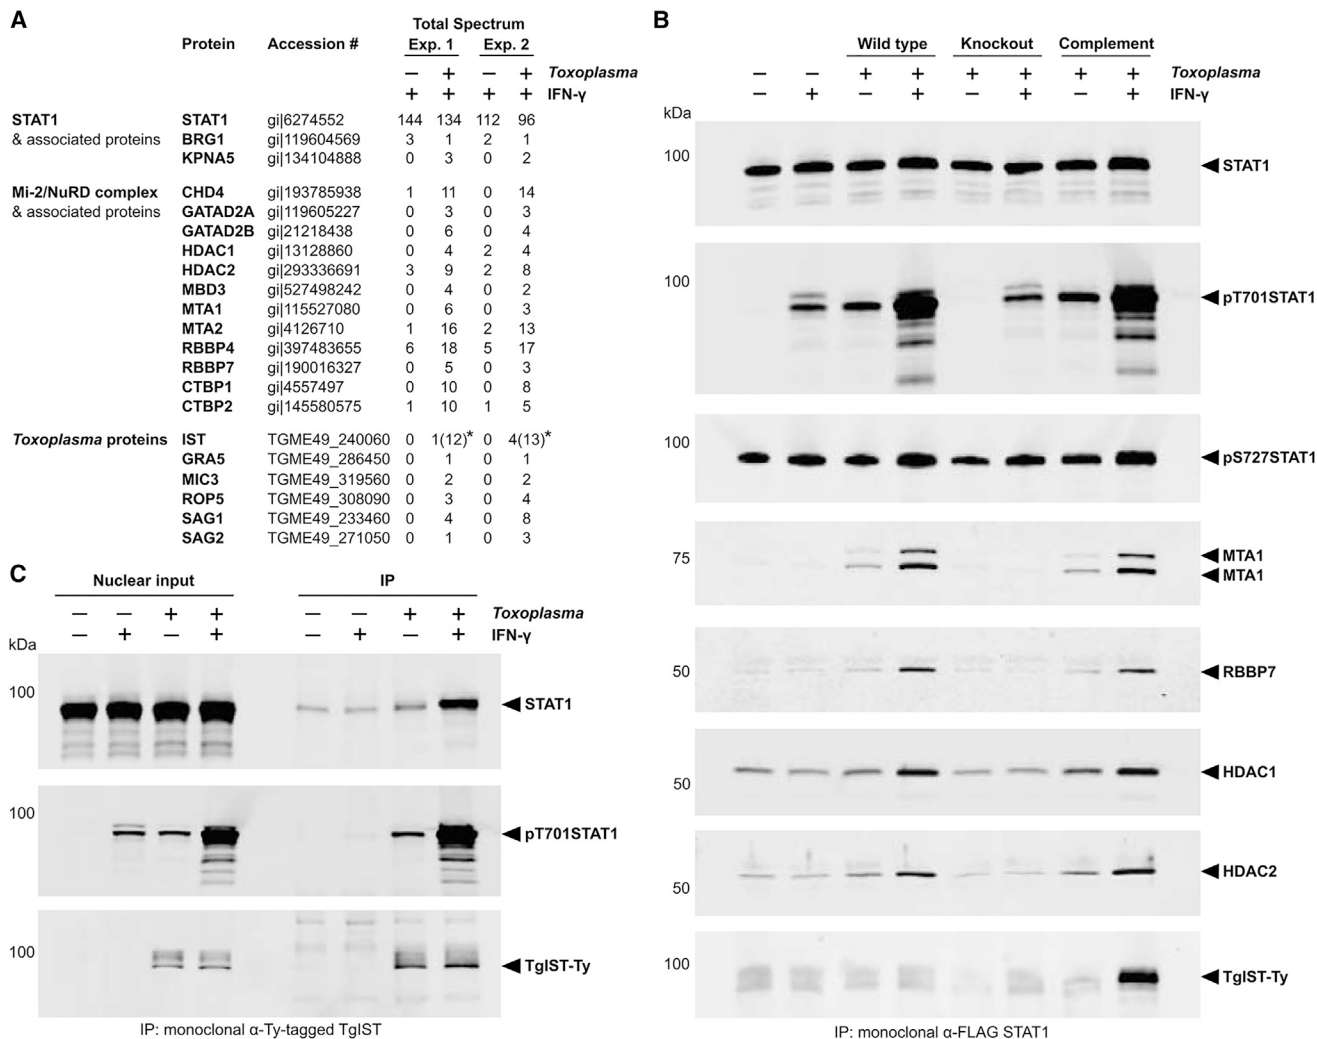 A
Total Spectrum
Protein Accession # Exp. 1 Exp. 2
– + – + Toxoplasma
+ + + + IFN-γ
STAT1 STAT1 gi|6274552 144 134 112 96
& associated proteins BRG1 gi|119604569 3 1 2 1
KPNA5 gi|134104888 0 3 0 2
Mi-2/NuRD complex CHD4 gi|193785938 1 11 0 14
& associated proteins GATAD2A gi|119605227 0 3 0 3
GATAD2B gi|21218438 0 6 0 4
HDAC1 gi|13128860 0 4 2 4
HDAC2 gi|293336691 3 9 2 8
MBD3 gi|527498242 0 4 0 2
MTA1 gi|115527080 0 6 0 3
MTA2 gi|4126710 1 16 2 13
RBBP4 gi|397483655 6 18 5 17
RBBP7 gi|190016327 0 5 0 3
CTBP1 gi|4557497 0 10 0 8
CTBP2 gi|145580575 1 10 1 5
Toxoplasma proteins IST TGME49_240060 0 1(12)* 0 4(13)*
GRA5 TGME49_286450 0 1 0 1
MIC3 TGME49_319560 0 2 0 2
ROP5 TGME49_308090 0 3 0 4
SAG1 TGME49_233460 0 4 0 8
SAG2 TGME49_271050 0 1 0 3
B
Wild type Knockout Complement
– – + + + + + + Toxoplasma
– + – + – + – + IFN-γ
kDa
100 STAT1
100 pT701STAT1
100 pS727STAT1
75 MTA1
MTA1
50 RBBP7
50 HDAC1
50 HDAC2
100 TgIST-Ty
IP: monoclonal α-FLAG STAT1
C
Nuclear input IP
– – + + – – + + Toxoplasma
– + – + – + – + IFN-γ
kDa
100 STAT1
100 pT701STAT1
100 TgIST-Ty
IP: monoclonal α-Ty-tagged TgIST